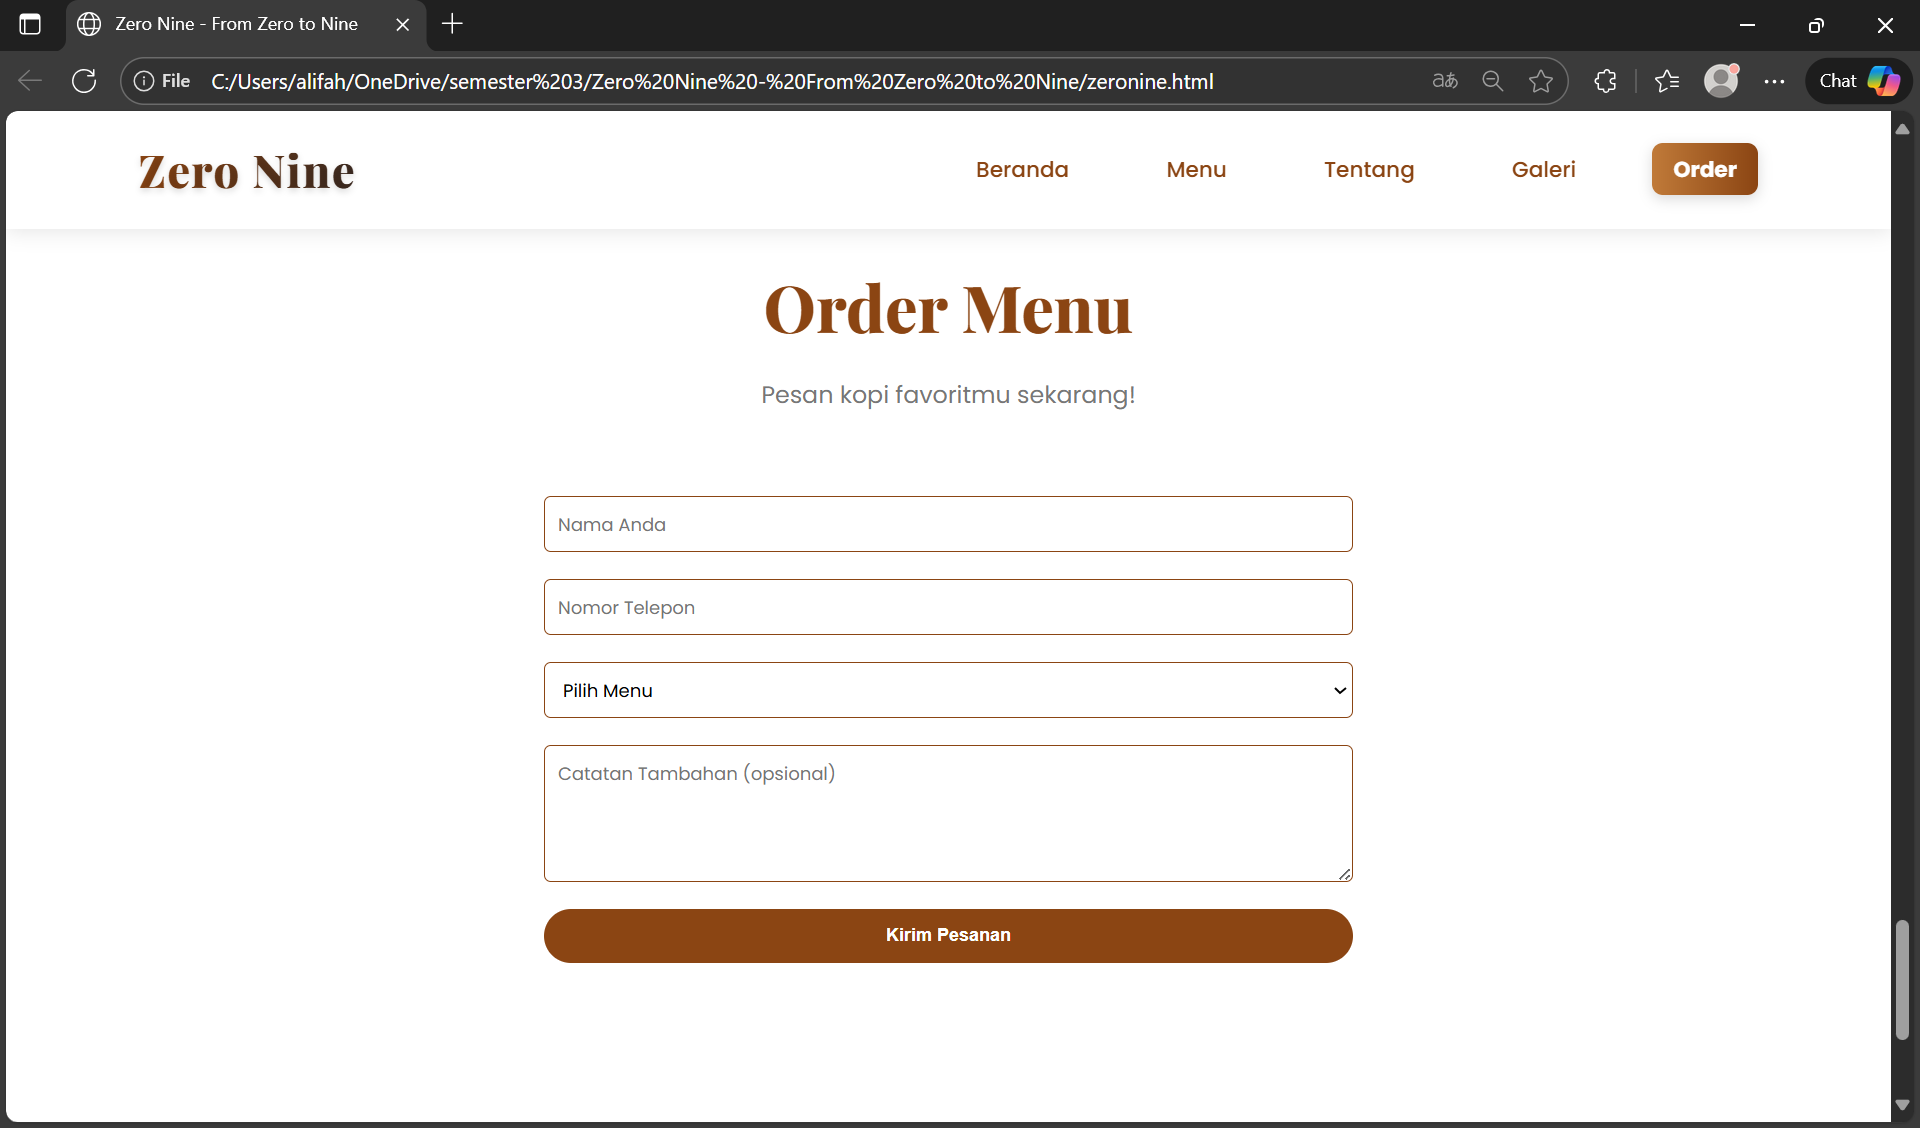 Zero Nine - From Zero to Nine
File C:/Users/alifah/OneDrive/semester%203/Zero%20Nine%20-%20From%20Zero%20to%20Nine/zeronine.html aあ Chat
Zero Nine Beranda Menu Tentang Galeri Order
Order Menu
Pesan kopi favoritmu sekarang!
Nama Anda
Nomor Telepon
Pilih Menu
Catatan Tambahan (opsional)
Kirim Pesanan